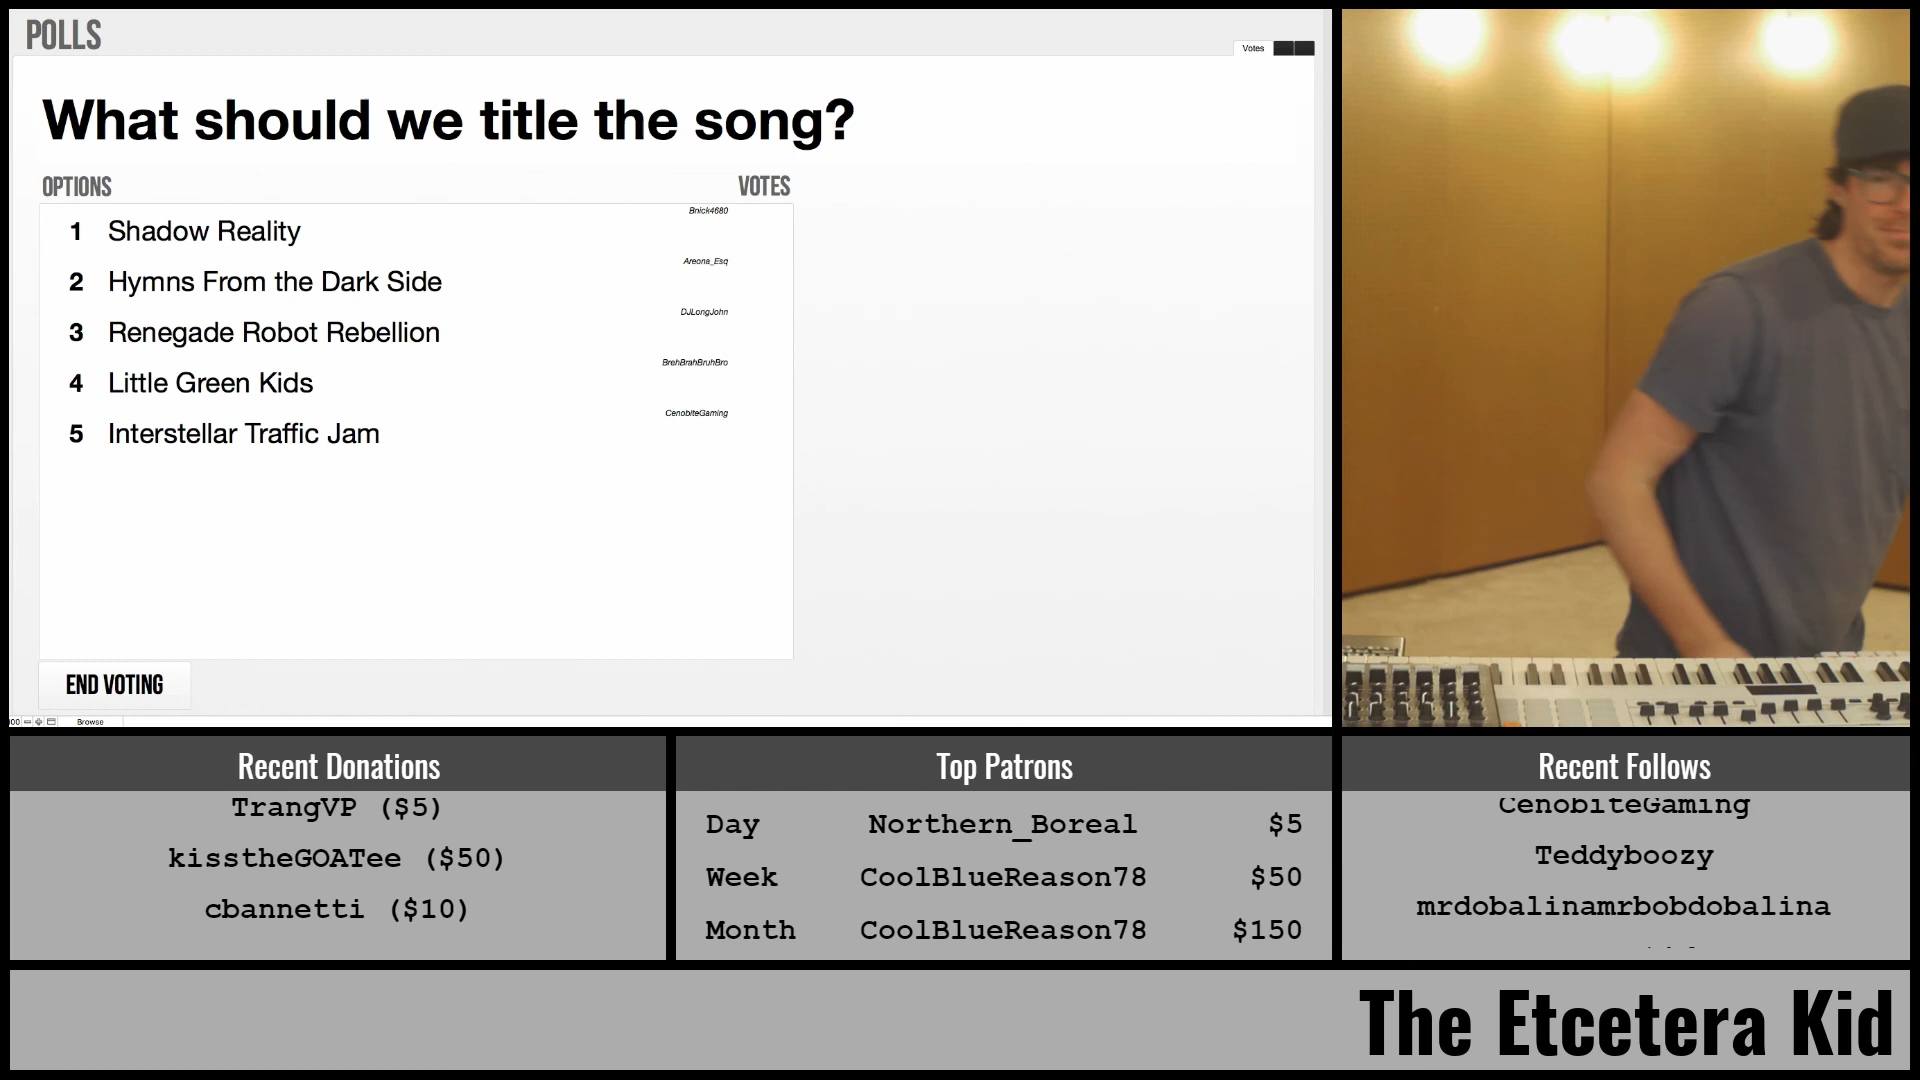 POLLS
Votes
What should we title the song?
OPTIONS VOTES
Bnick4680
1 Shadow Reality
Areona_Esq
2 Hymns From the Dark Side
DJLongJohn
3 Renegade Robot Rebellion
BrehBrahBruhBro
4 Little Green Kids
CenobiteGaming
5 Interstellar Traffic Jam
END VOTING
Browse
Recent Donations
TrangVP ($5)
kisstheGOATee ($50)
cbannetti ($10)
Top Patrons
Day Northern_Boreal $5
Week CoolBlueReason78 $50
Month CoolBlueReason78 $150
Recent Follows
CenobiteGaming
Teddyboozy
mrdobalinamrbobdobalina
The Etcetera Kid